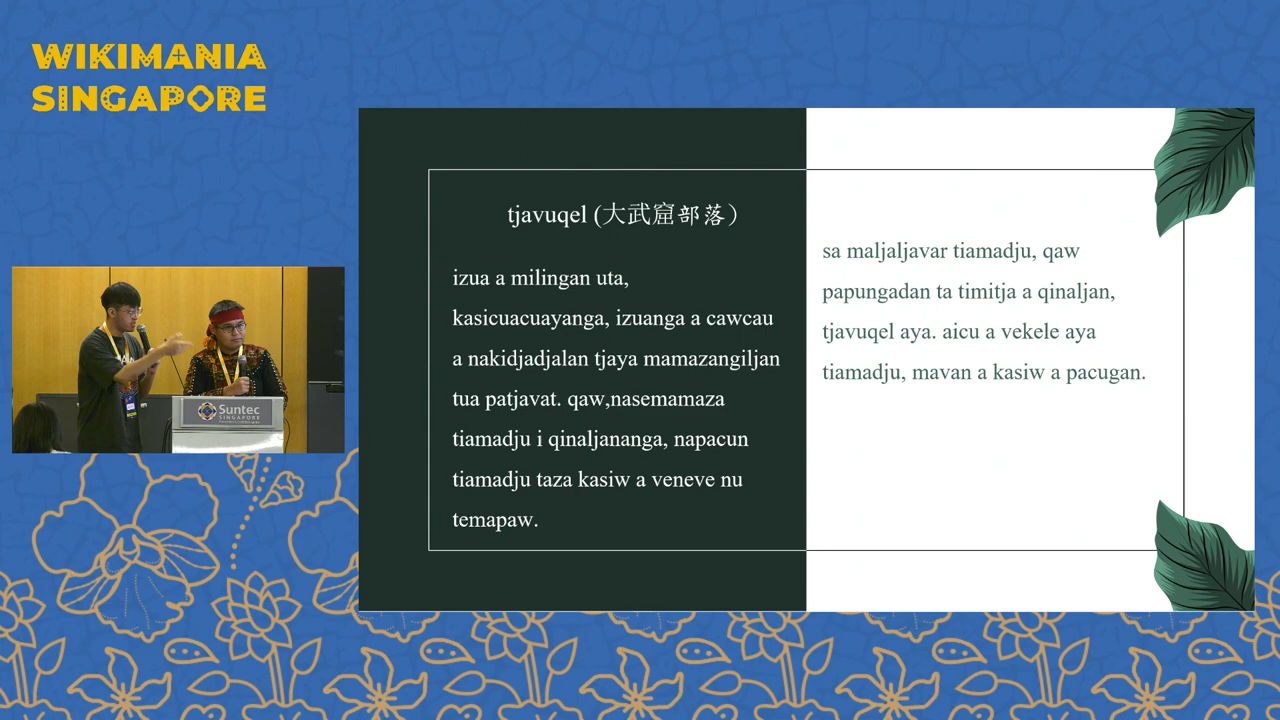 WIKIMANIA
SINGAPORE
tjavuqel (大武窟部落）
izua a milingan uta,
kasicuacuayanga, izuanga a cawcau
a nakidjadjalan tjaya mamazangiljan
tua patjavat. qaw,nasemamaza
tiamadju i qinaljananga, napacun
tiamadju taza kasiw a veneve nu
temapaw.
sa maljaljavar tiamadju, qaw
papungadan ta timitja a qinaljan,
tjavuqel aya. aicu a vekele aya
tiamadju, mavan a kasiw a pacugan.
Suntec
SINGAPORE